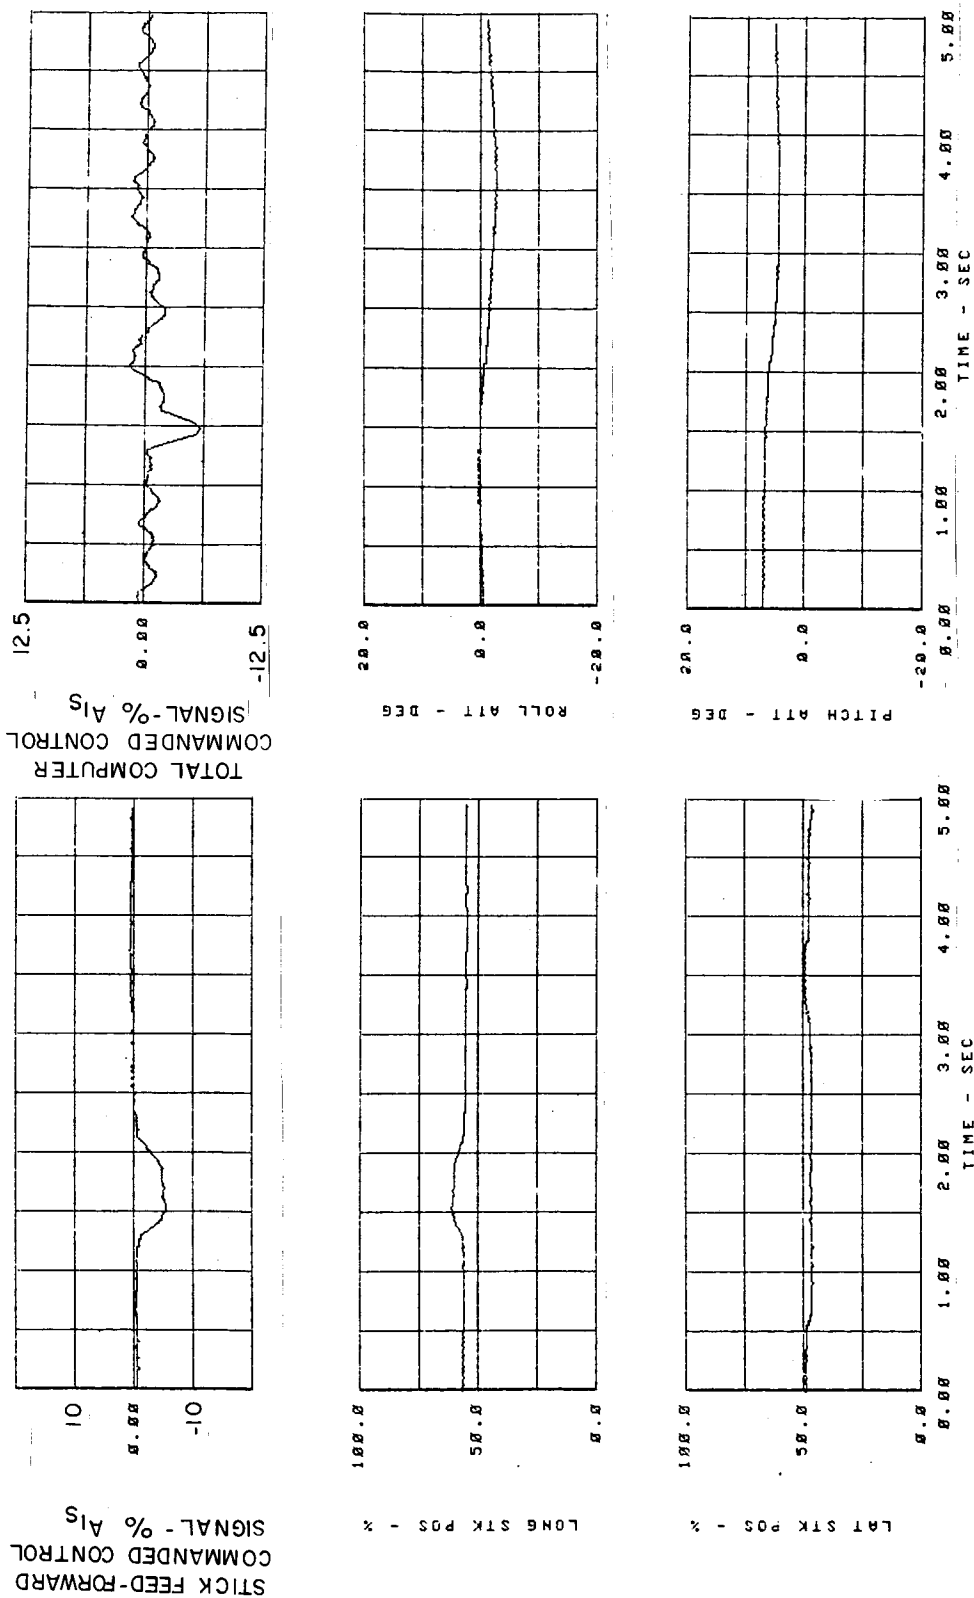 STICK FEED-FORWARD
COMMANDED CONTROL
SIGNAL - % A1S
10
0.00
-10
LONG STK POS - %
100.0
50.0
0.0
LAT STK POS - %
100.0
50.0
0.0
0.00 1.00 2.00 3.00 4.00 5.00
TIME - SEC
TOTAL COMPUTER
COMMANDED CONTROL
SIGNAL - % A1S
12.5
0.00
-12.5
ROLL ATT - DEG
20.0
0.0
-20.0
PITCH ATT - DEG
20.0
0.0
-20.0
0.00 1.00 2.00 3.00 4.00 5.00
TIME - SEC